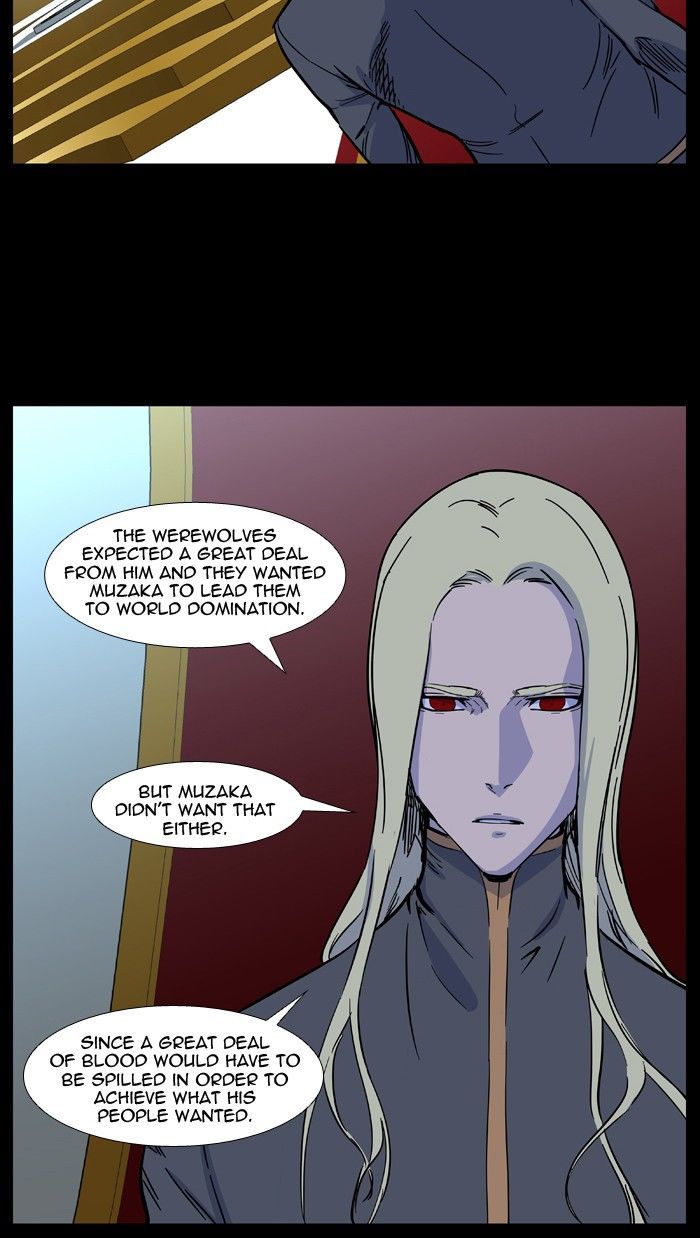 THE WEREWOLVES
EXPECTED A GREAT DEAL
FROM HIM AND THEY WANTED
MUZAKA TO LEAD THEM
TO WORLD DOMINATION.
BUT MUZAKA
DIDN'T WANT THAT
EITHER.
SINCE A GREAT DEAL
OF BLOOD WOULD HAVE TO
BE SPILLED IN ORDER TO
ACHIEVE WHAT HIS
PEOPLE WANTED.